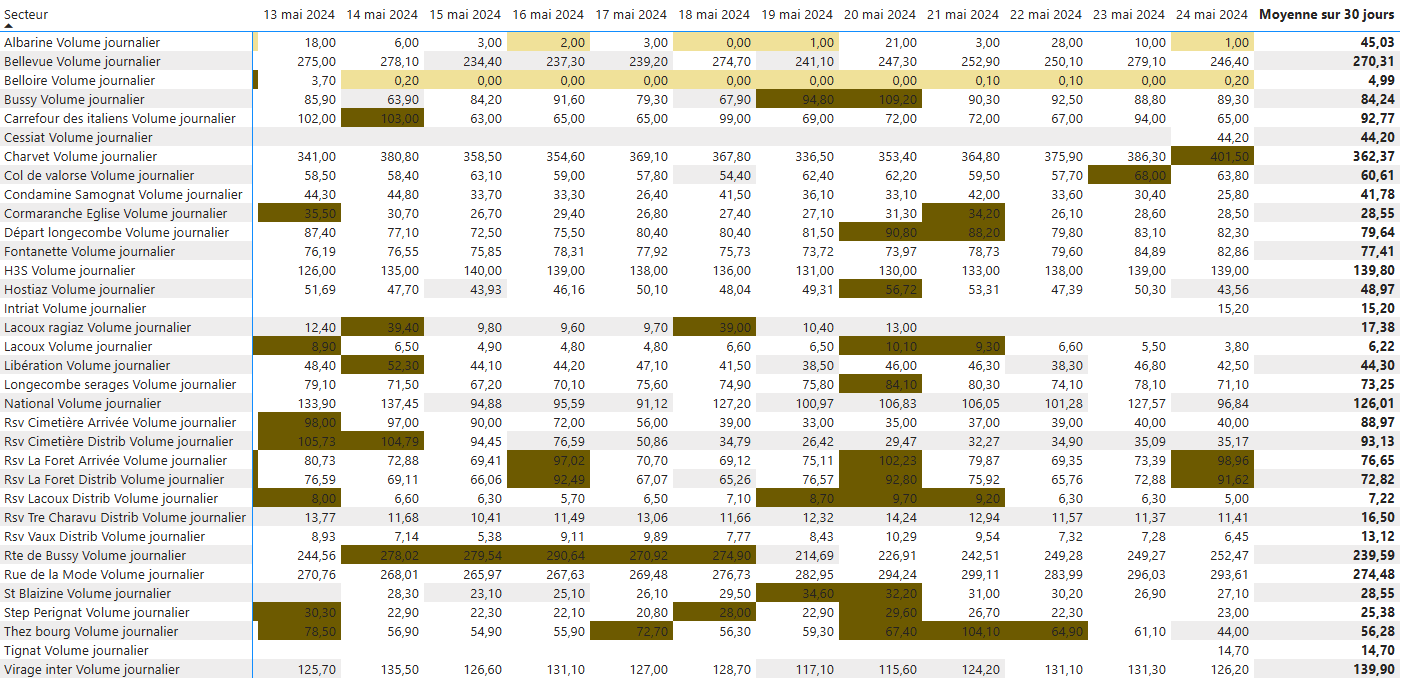 Secteur 13 mai 2024 14 mai 2024 15 mai 2024 16 mai 2024 17 mai 2024 18 mai 2024 19 mai 2024 20 mai 2024 21 mai 2024 22 mai 2024 23 mai 2024 24 mai 2024 Moyenne sur 30 jours
Albarine Volume journalier 18,00 6,00 3,00 2,00 3,00 0,00 1,00 21,00 3,00 28,00 10,00 1,00 45,03
Bellevue Volume journalier 275,00 278,10 234,40 237,30 239,20 274,70 241,10 247,30 252,90 250,10 279,10 246,40 270,31
Belloire Volume journalier 3,70 0,20 0,00 0,00 0,00 0,00 0,00 0,00 0,10 0,10 0,00 0,20 4,99
Bussy Volume journalier 85,90 63,90 84,20 91,60 79,30 67,90 94,80 109,20 90,30 92,50 88,80 89,30 84,24
Carrefour des italiens Volume journalier 102,00 103,00 63,00 65,00 65,00 99,00 69,00 72,00 72,00 67,00 94,00 65,00 92,77
Cessiat Volume journalier 44,20 44,20
Charvet Volume journalier 341,00 380,80 358,50 354,60 369,10 367,80 336,50 353,40 364,80 375,90 386,30 401,50 362,37
Col de valorse Volume journalier 58,50 58,40 63,10 59,00 57,80 54,40 62,40 62,20 59,50 57,70 68,00 63,80 60,61
Condamine Samognat Volume journalier 44,30 44,80 33,70 33,30 26,40 41,50 36,10 33,10 42,00 33,60 30,40 25,80 41,78
Cormaranche Eglise Volume journalier 35,50 30,70 26,70 29,40 26,80 27,40 27,10 31,30 34,20 26,10 28,60 28,50 28,55
Départ longecombe Volume journalier 87,40 77,10 72,50 75,50 80,40 80,40 81,50 90,80 88,20 79,80 83,10 82,30 79,64
Fontanette Volume journalier 76,19 76,55 75,85 78,31 77,92 75,73 73,72 73,97 78,73 79,60 84,89 82,86 77,41
H3S Volume journalier 126,00 135,00 140,00 139,00 138,00 136,00 131,00 130,00 133,00 138,00 139,00 139,00 139,80
Hostiaz Volume journalier 51,69 47,70 43,93 46,16 50,10 48,04 49,31 56,72 53,31 47,39 50,30 43,56 48,97
Intriat Volume journalier 15,20 15,20
Lacoux ragiaz Volume journalier 12,40 39,40 9,80 9,60 9,70 39,00 10,40 13,00 17,38
Lacoux Volume journalier 8,90 6,50 4,90 4,80 4,80 6,60 6,50 10,10 9,30 6,60 5,50 3,80 6,22
Libération Volume journalier 48,40 52,30 44,10 44,20 47,10 41,50 38,50 46,00 46,30 38,30 46,80 42,50 44,30
Longecombe serages Volume journalier 79,10 71,50 67,20 70,10 75,60 74,90 75,80 84,10 80,30 74,10 78,10 71,10 73,25
National Volume journalier 133,90 137,45 94,88 95,59 91,12 127,20 100,97 106,83 106,05 101,28 127,57 96,84 126,01
Rsv Cimetière Arrivée Volume journalier 98,00 97,00 90,00 72,00 56,00 39,00 33,00 35,00 37,00 39,00 40,00 40,00 88,97
Rsv Cimetière Distrib Volume journalier 105,73 104,79 94,45 76,59 50,86 34,79 26,42 29,47 32,27 34,90 35,09 35,17 93,13
Rsv La Foret Arrivée Volume journalier 80,73 72,88 69,41 97,02 70,70 69,12 75,11 102,23 79,87 69,35 73,39 98,96 76,65
Rsv La Foret Distrib Volume journalier 76,59 69,11 66,06 92,49 67,07 65,26 76,57 92,80 75,92 65,76 72,88 91,62 72,82
Rsv Lacoux Distrib Volume journalier 8,00 6,60 6,30 5,70 6,50 7,10 8,70 9,70 9,20 6,30 6,30 5,00 7,22
Rsv Tre Charavu Distrib Volume journalier 13,77 11,68 10,41 11,49 13,06 11,66 12,32 14,24 12,94 11,57 11,37 11,41 16,50
Rsv Vaux Distrib Volume journalier 8,93 7,14 5,38 9,11 9,89 7,77 8,43 10,29 9,54 7,32 7,28 6,45 13,12
Rte de Bussy Volume journalier 244,56 278,02 279,54 290,64 270,92 274,90 214,69 226,91 242,51 249,28 249,27 252,47 239,59
Rue de la Mode Volume journalier 270,76 268,01 265,97 267,63 269,48 276,73 282,95 294,24 299,11 283,99 296,03 293,61 274,48
St Blaizine Volume journalier 28,30 23,10 25,10 26,10 29,50 34,60 32,20 31,00 30,20 26,90 27,10 28,55
Step Perignat Volume journalier 30,30 22,90 22,30 22,10 20,80 28,00 22,90 29,60 26,70 22,30 23,00 25,38
Thez bourg Volume journalier 78,50 56,90 54,90 55,90 72,70 56,30 59,30 67,40 104,10 64,90 61,10 44,00 56,28
Tignat Volume journalier 14,70 14,70
Virage inter Volume journalier 125,70 135,50 126,60 131,10 127,00 128,70 117,10 115,60 124,20 131,10 131,30 126,20 139,90